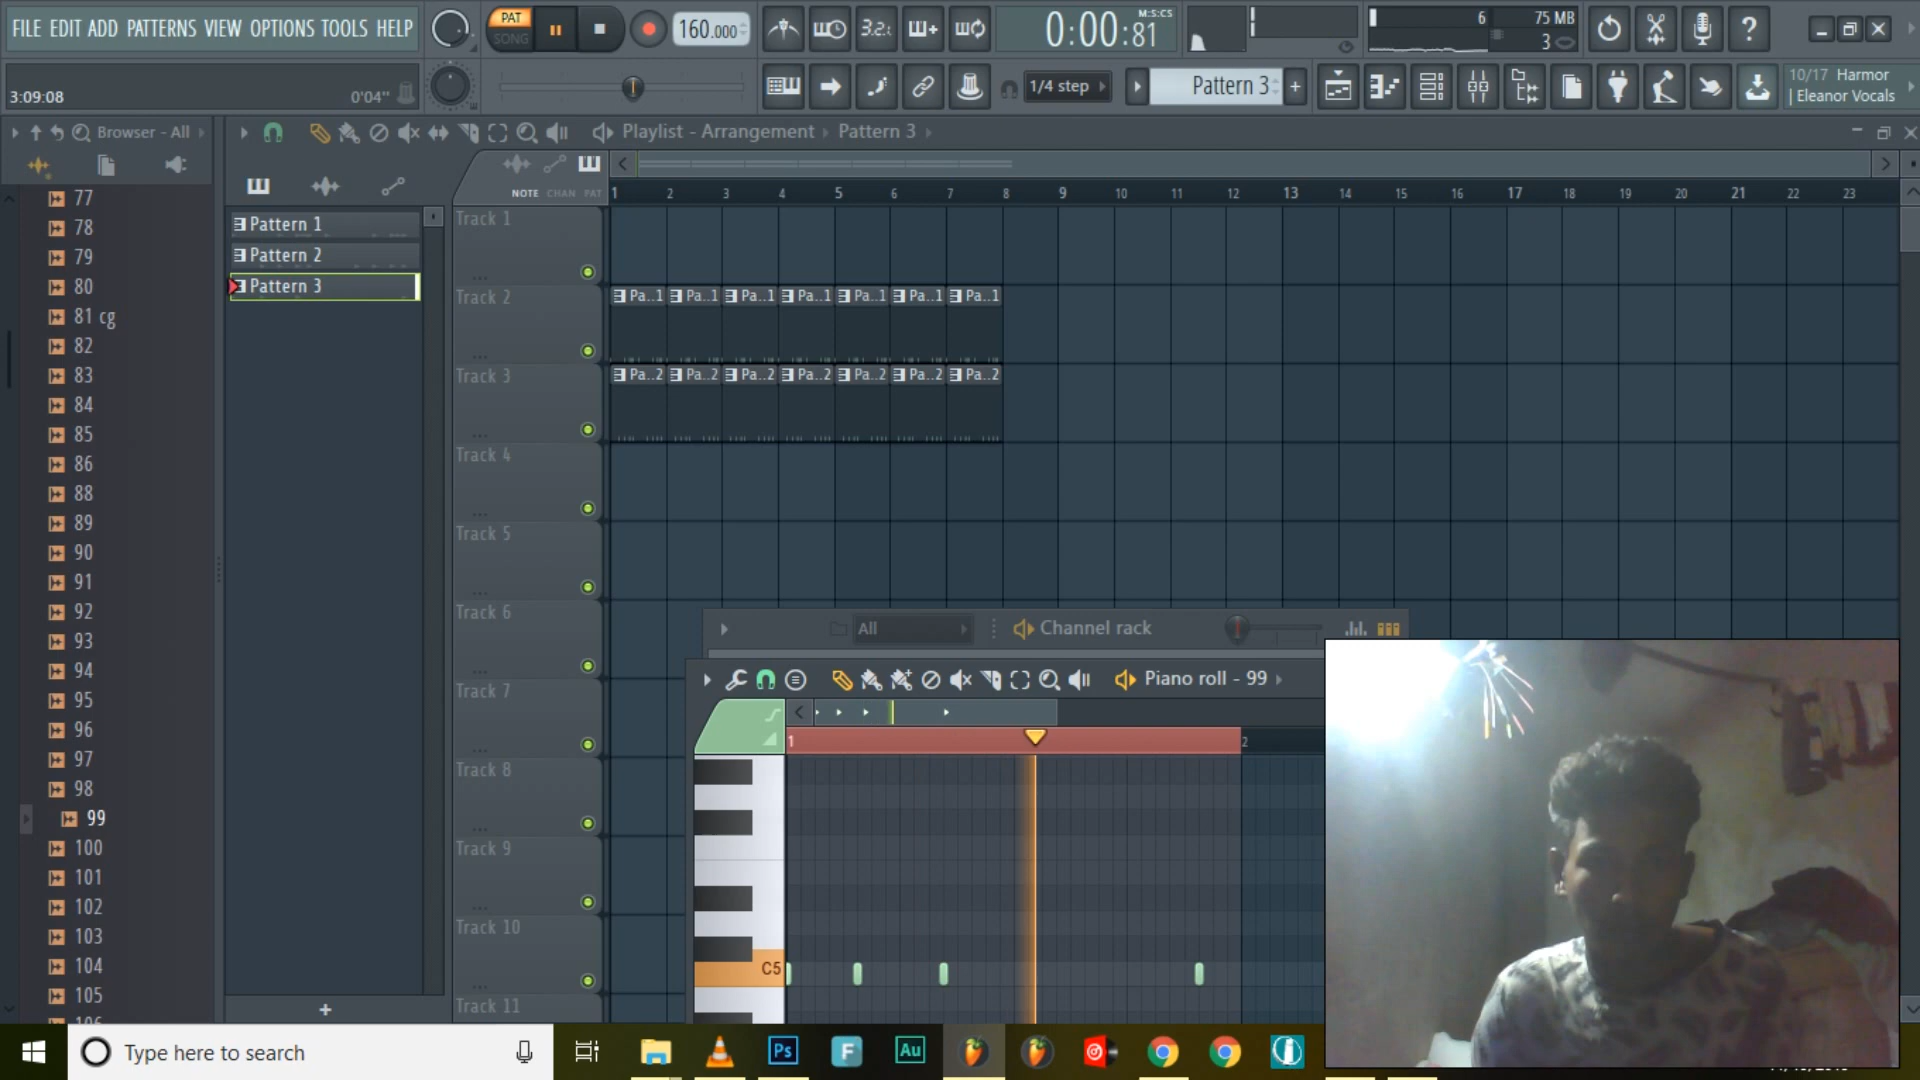 FILE EDIT ADD PATTERNS VIEW OPTIONS TOOLS HELP
PAT
SONG
160.000
3.2:
M:S:CS
0:00:81
6
75 MB
3
?
3:09:08
0'04"
1/4 step
Pattern 3
+
10/17 Harmor
| Eleanor Vocals
Browser - All
Playlist - Arrangement
Pattern 3
NOTE CHAN PAT
1 2 3 4 5 6 7 8 9 10 11 12 13 14 15 16 17 18 19 20 21 22 23
77
78
79
80
81 cg
82
83
84
85
86
88
89
90
91
92
93
94
95
96
97
98
99
100
101
102
103
104
105
Pattern 1
Pattern 2
Pattern 3
+
Track 1
Track 2
Pa..1 Pa..1 Pa..1 Pa..1 Pa..1 Pa..1 Pa..1
Track 3
Pa..2 Pa..2 Pa..2 Pa..2 Pa..2 Pa..2 Pa..2
Track 4
Track 5
Track 6
Track 7
Track 8
Track 9
Track 10
Track 11
All
Channel rack
Piano roll - 99
1
2
C5
Type here to search
Ps
F
Au